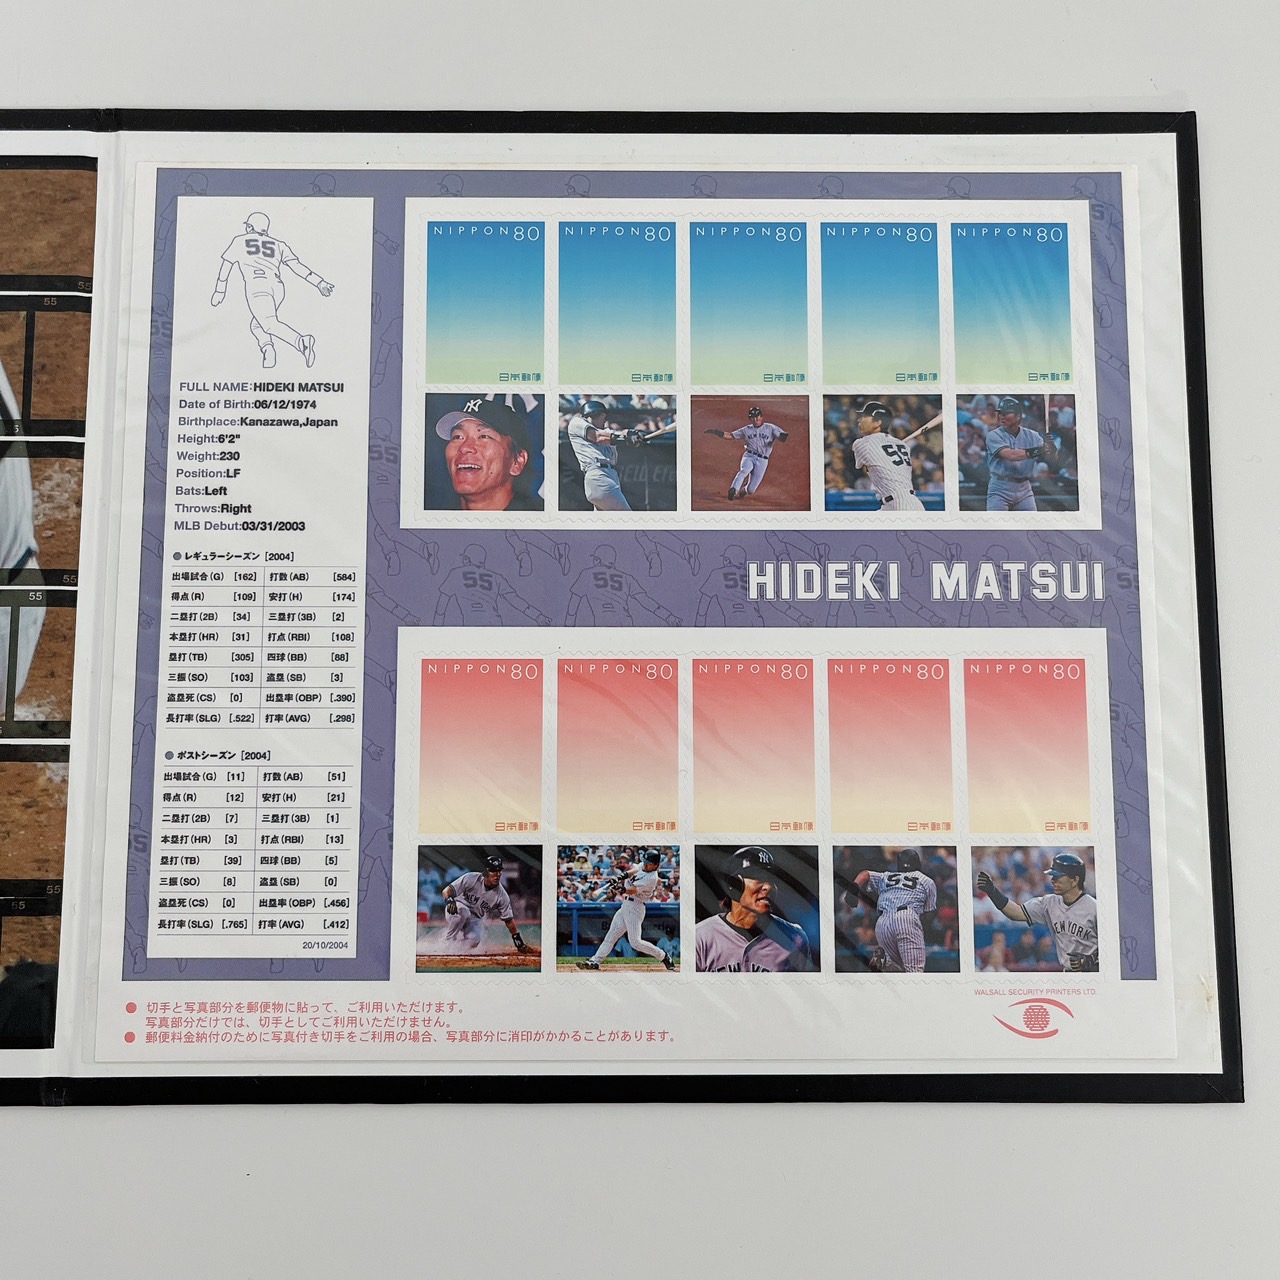 55
FULL NAME:HIDEKI MATSUI
Date of Birth:06/12/1974
Birthplace:Kanazawa,Japan
Height:6'2"
Weight:230
Position:LF
Bats:Left
Throws:Right
MLB Debut:03/31/2003
● レギュラーシーズン [2004]
出場試合(G) [162] 打数(AB) [584]
得点(R) [109] 安打(H) [174]
二塁打(2B) [34] 三塁打(3B) [2]
本塁打(HR) [31] 打点(RBI) [108]
塁打(TB) [305] 四球(BB) [88]
三振(SO) [103] 盗塁(SB) [3]
盗塁死(CS) [0] 出塁率(OBP) [.390]
長打率(SLG) [.522] 打率(AVG) [.298]
● ポストシーズン [2004]
出場試合(G) [11] 打数(AB) [51]
得点(R) [12] 安打(H) [21]
二塁打(2B) [7] 三塁打(3B) [1]
本塁打(HR) [3] 打点(RBI) [13]
塁打(TB) [39] 四球(BB) [5]
三振(SO) [8] 盗塁(SB) [0]
盗塁死(CS) [0] 出塁率(OBP) [.456]
長打率(SLG) [.765] 打率(AVG) [.412]
20/10/2004
NIPPON 80 NIPPON 80 NIPPON 80 NIPPON 80 NIPPON 80
日本郵便 日本郵便 日本郵便 日本郵便 日本郵便
NY
NEW YORK
55
HIDEKI MATSUI
NIPPON 80 NIPPON 80 NIPPON 80 NIPPON 80 NIPPON 80
日本郵便 日本郵便 日本郵便 日本郵便 日本郵便
55
NEW YORK
● 切手と写真部分を郵便物に貼って、ご利用いただけます。
写真部分だけでは、切手としてご利用いただけません。
● 郵便料金納付のために写真付き切手をご利用の場合、写真部分に消印がかかることがあります。
WALSALL SECURITY PRINTERS LTD.
55
55
55
55
55
55